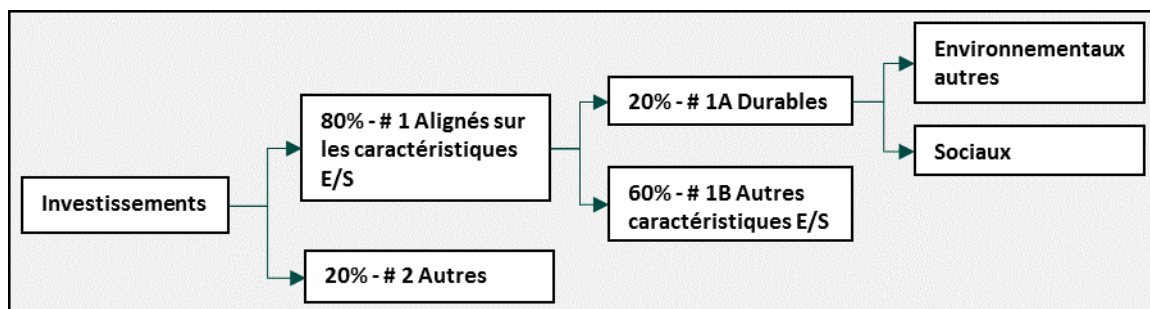 Investissements
80% - # 1 Alignés sur
les caractéristiques
E/S
20% - # 2 Autres
20% - # 1A Durables
60% - # 1B Autres
caractéristiques E/S
Environnementaux
autres
Sociaux